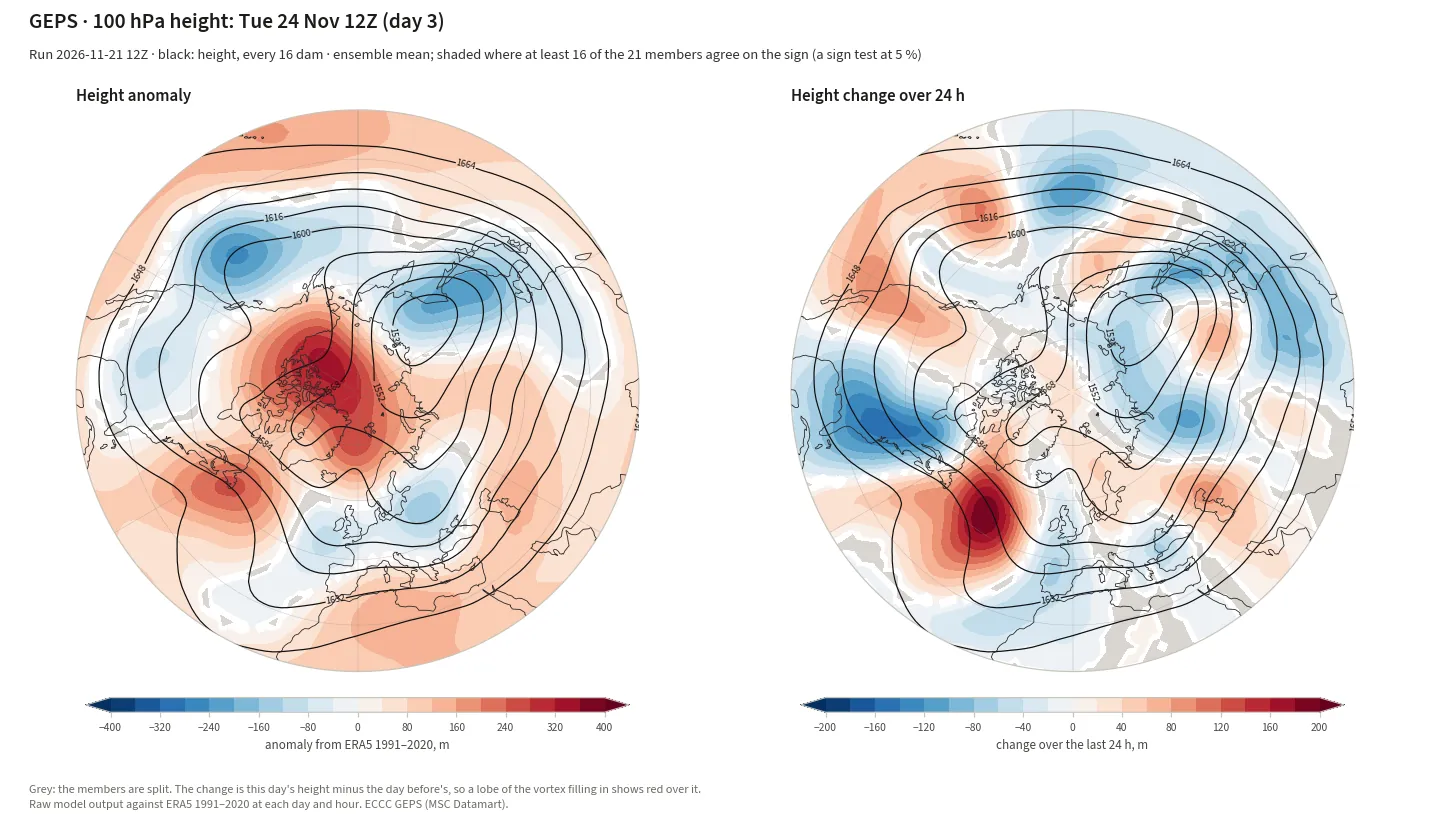 GEPS · 100 hPa height: Tue 24 Nov 12Z (day 3)
Run 2026-11-21 12Z · black: height, every 16 dam · ensemble mean; shaded where at least 16 of the 21 members agree on the sign (a sign test at 5 %)
Height anomaly
Height change over 24 h
1664
1616
1600
1648
1552
1568
1584
1632
1664
1616
1600
1648
1552
1568
1584
1632
−400 −320 −240 −160 −80 0 80 160 240 320 400
anomaly from ERA5 1991–2020, m
−200 −160 −120 −80 −40 0 40 80 120 160 200
change over the last 24 h, m
Grey: the members are split. The change is this day's height minus the day before's, so a lobe of the vortex filling in shows red over it.
Raw model output against ERA5 1991–2020 at each day and hour. ECCC GEPS (MSC Datamart).